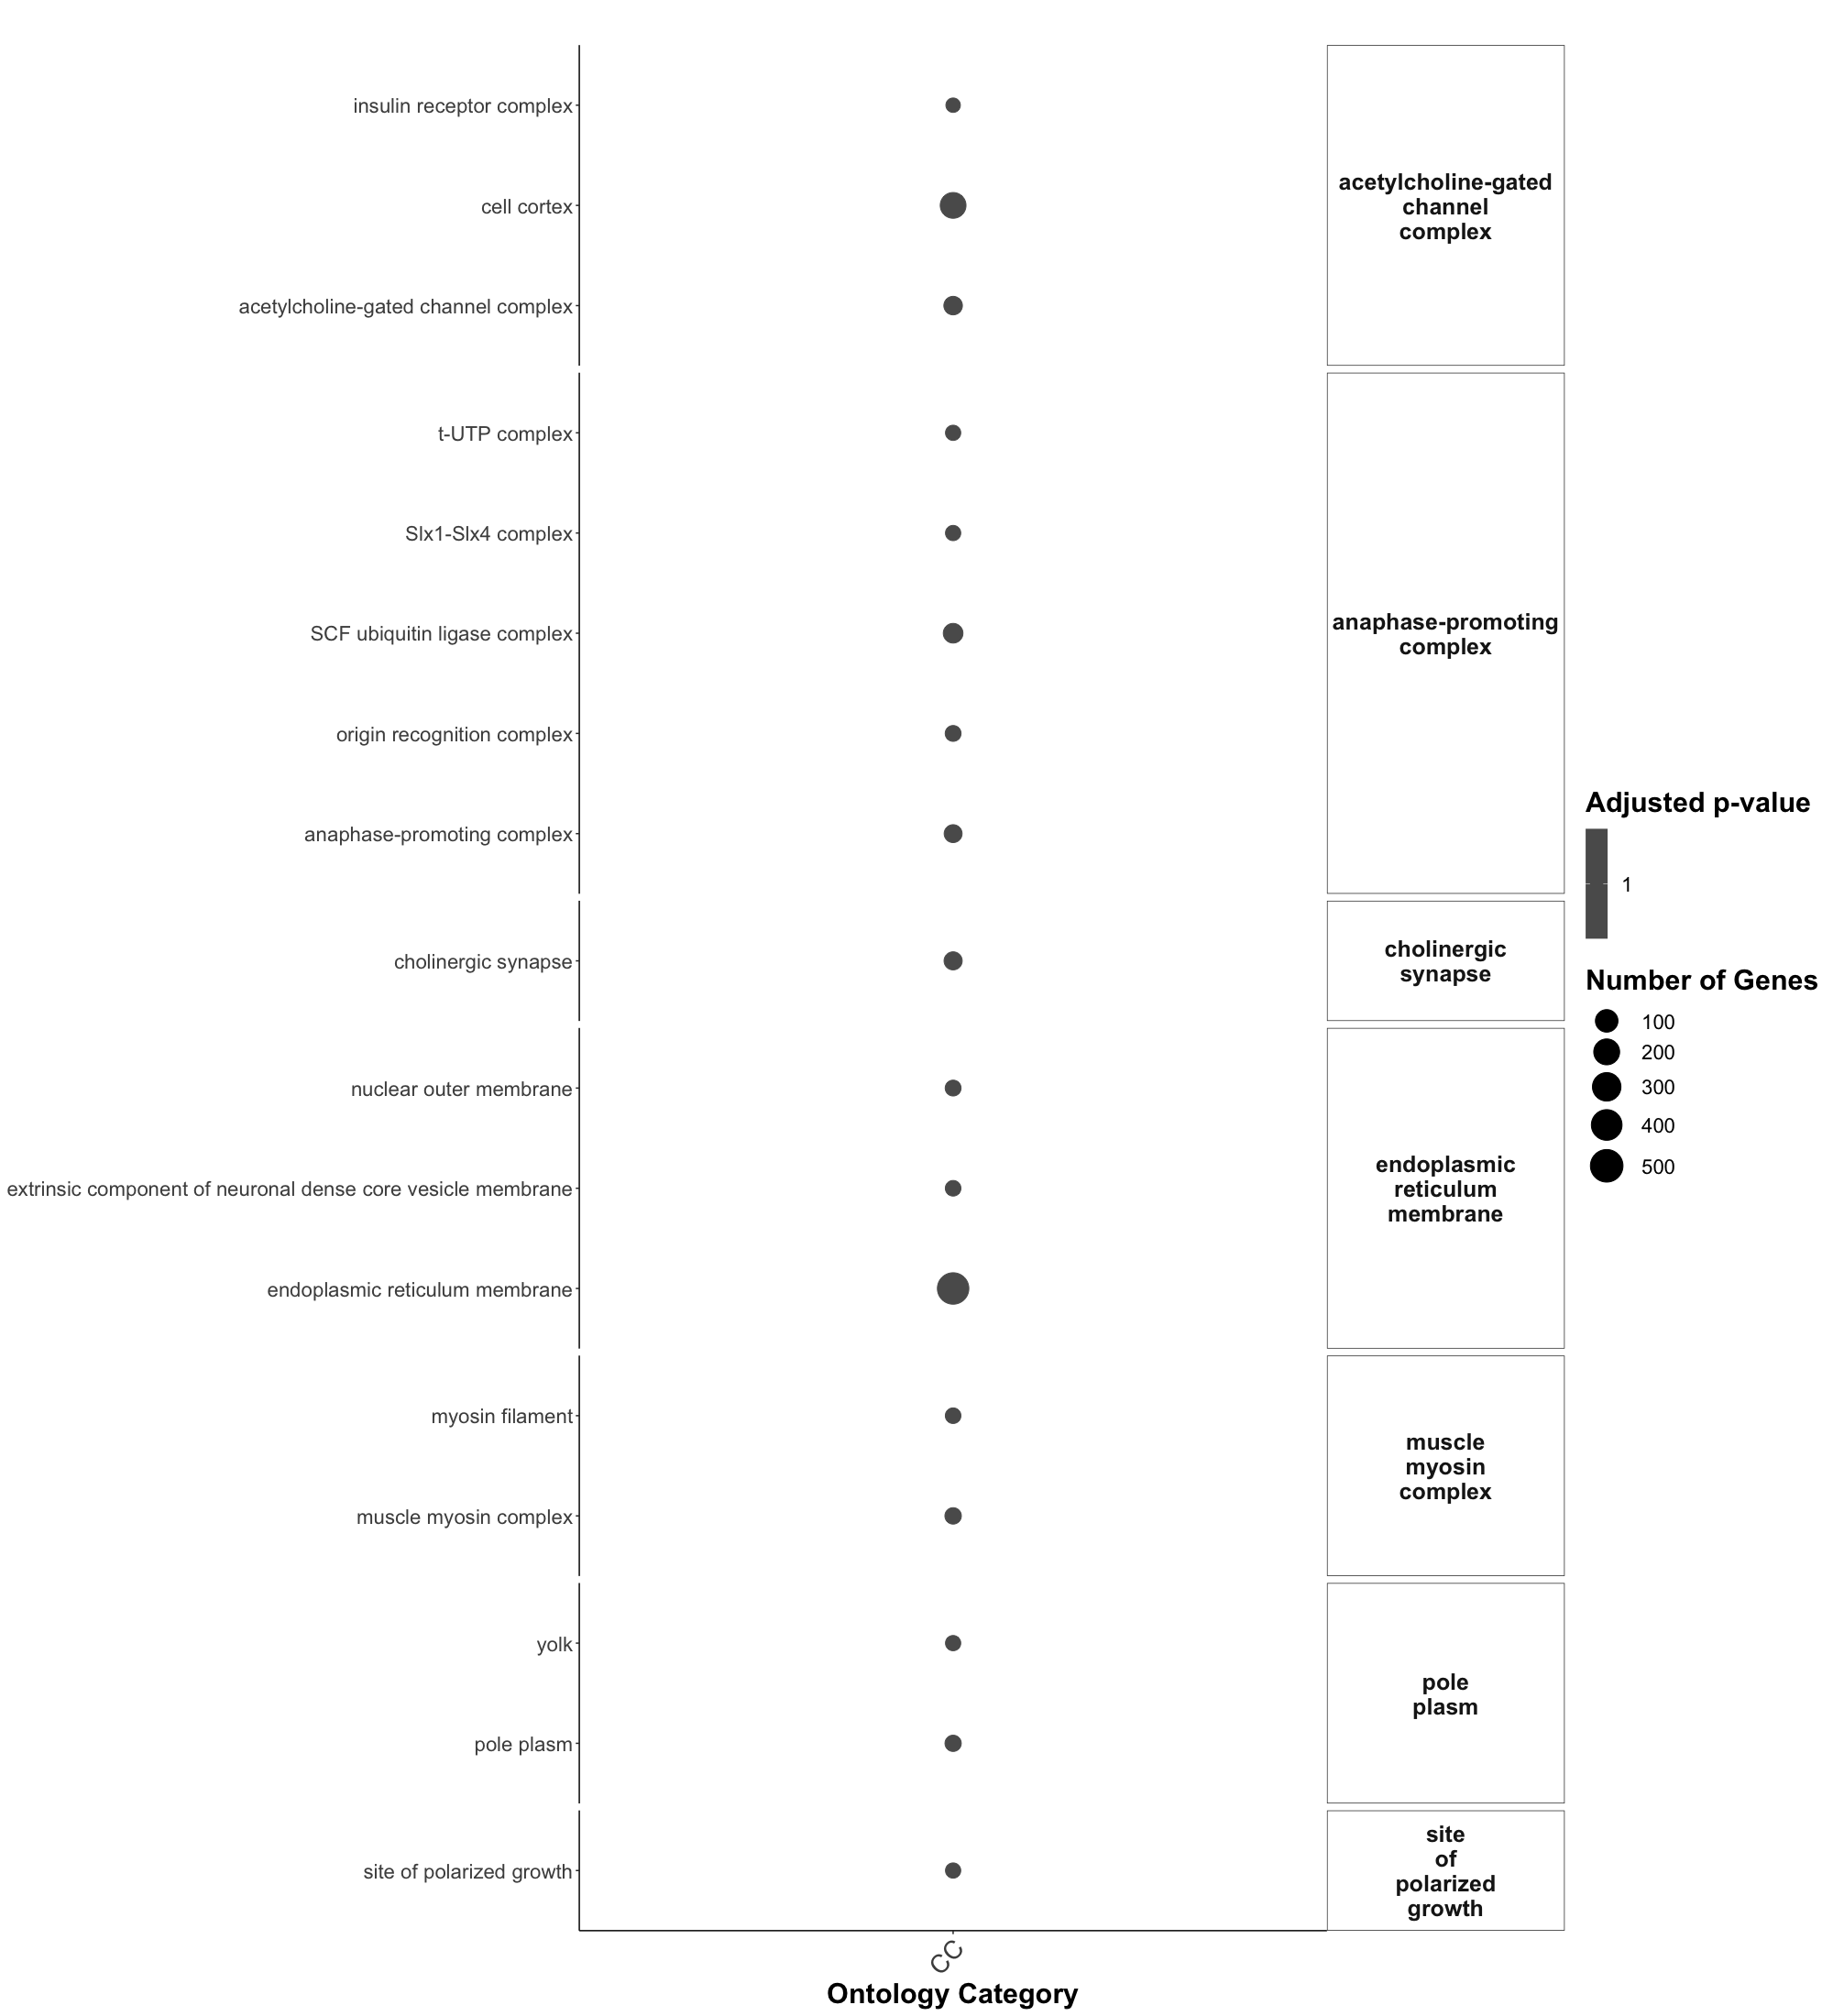 insulin receptor complex
cell cortex
acetylcholine-gated channel complex
acetylcholine-gated
channel
complex
t-UTP complex
Slx1-Slx4 complex
SCF ubiquitin ligase complex
origin recognition complex
anaphase-promoting complex
anaphase-promoting
complex
cholinergic synapse
cholinergic
synapse
nuclear outer membrane
extrinsic component of neuronal dense core vesicle membrane
endoplasmic reticulum membrane
endoplasmic
reticulum
membrane
myosin filament
muscle myosin complex
muscle
myosin
complex
yolk
pole plasm
pole
plasm
site of polarized growth
site
of
polarized
growth
CC
Ontology Category
Adjusted p-value
1
Number of Genes
100
200
300
400
500